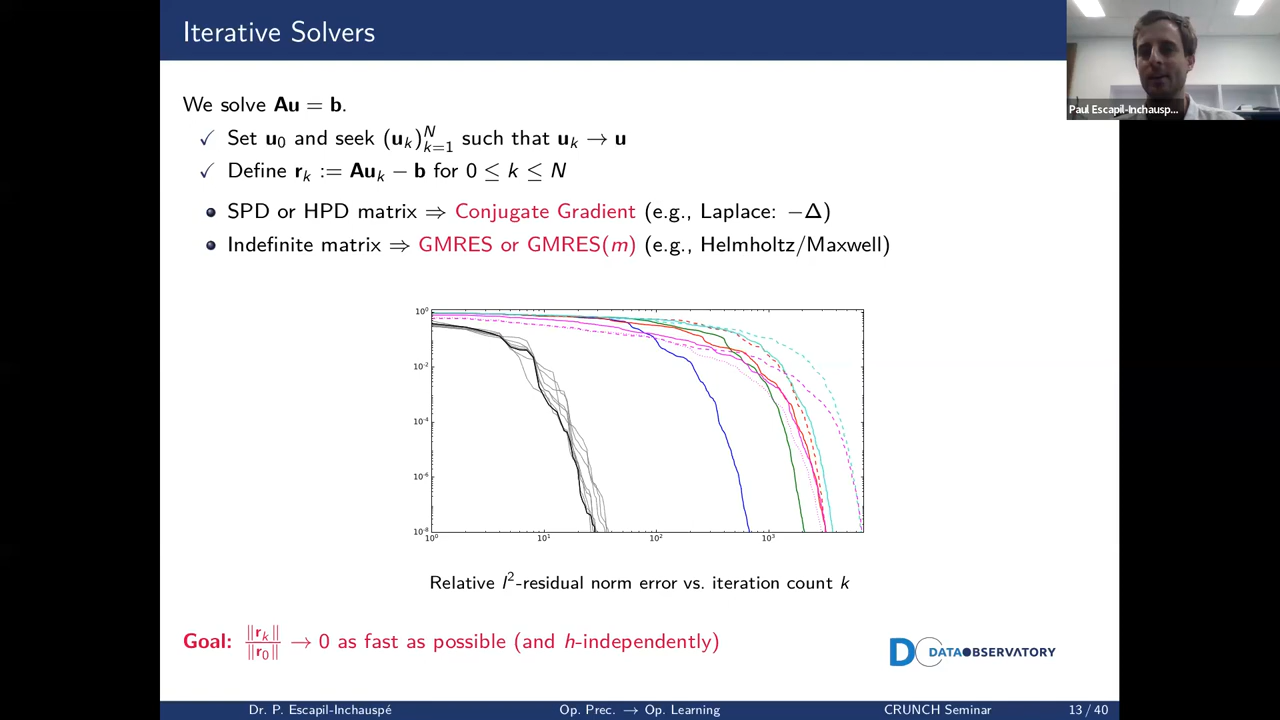 Iterative Solvers
Paul Escapil-Inchausp...
We solve Au = b.
✓ Set u₀ and seek (uₖ)ᴺₖ₌₁ such that uₖ → u
✓ Define rₖ := Auₖ − b for 0 ≤ k ≤ N
• SPD or HPD matrix ⇒ Conjugate Gradient (e.g., Laplace: −Δ)
• Indefinite matrix ⇒ GMRES or GMRES(m) (e.g., Helmholtz/Maxwell)
10⁰
10⁻²
10⁻⁴
10⁻⁶
10⁻⁸
10⁰ 10¹ 10² 10³
Relative l²-residual norm error vs. iteration count k
Goal: ||rₖ||/||r₀|| → 0 as fast as possible (and h-independently)
DATAOBSERVATORY
Dr. P. Escapil-Inchauspé Op. Prec. → Op. Learning CRUNCH Seminar 13 / 40